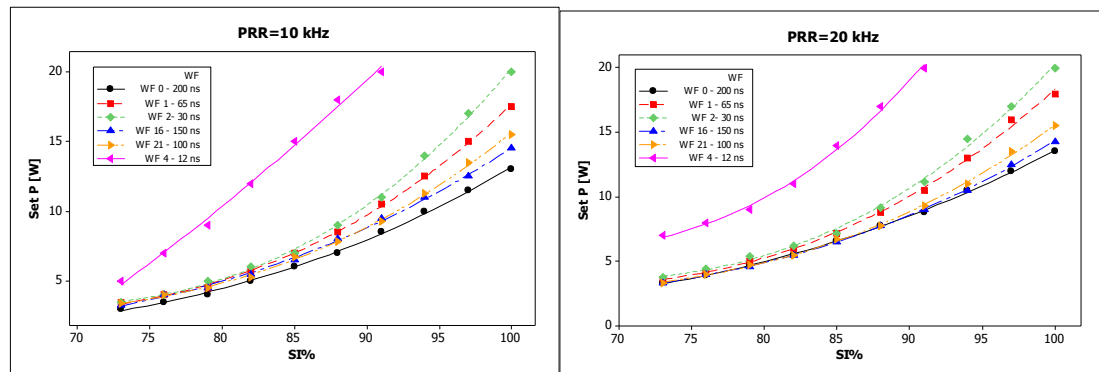 PRR=10 kHz
Set P [W]
20
15
10
5
WF
WF 0 - 200 ns
WF 1 - 65 ns
WF 2- 30 ns
WF 16 - 150 ns
WF 21 - 100 ns
WF 4 - 12 ns
70 75 80 85 90 95 100
SI%
PRR=20 kHz
Set P [W]
20
15
10
5
0
WF
WF 0 - 200 ns
WF 1 - 65 ns
WF 2- 30 ns
WF 16 - 150 ns
WF 21 - 100 ns
WF 4 - 12 ns
70 75 80 85 90 95 100
SI%